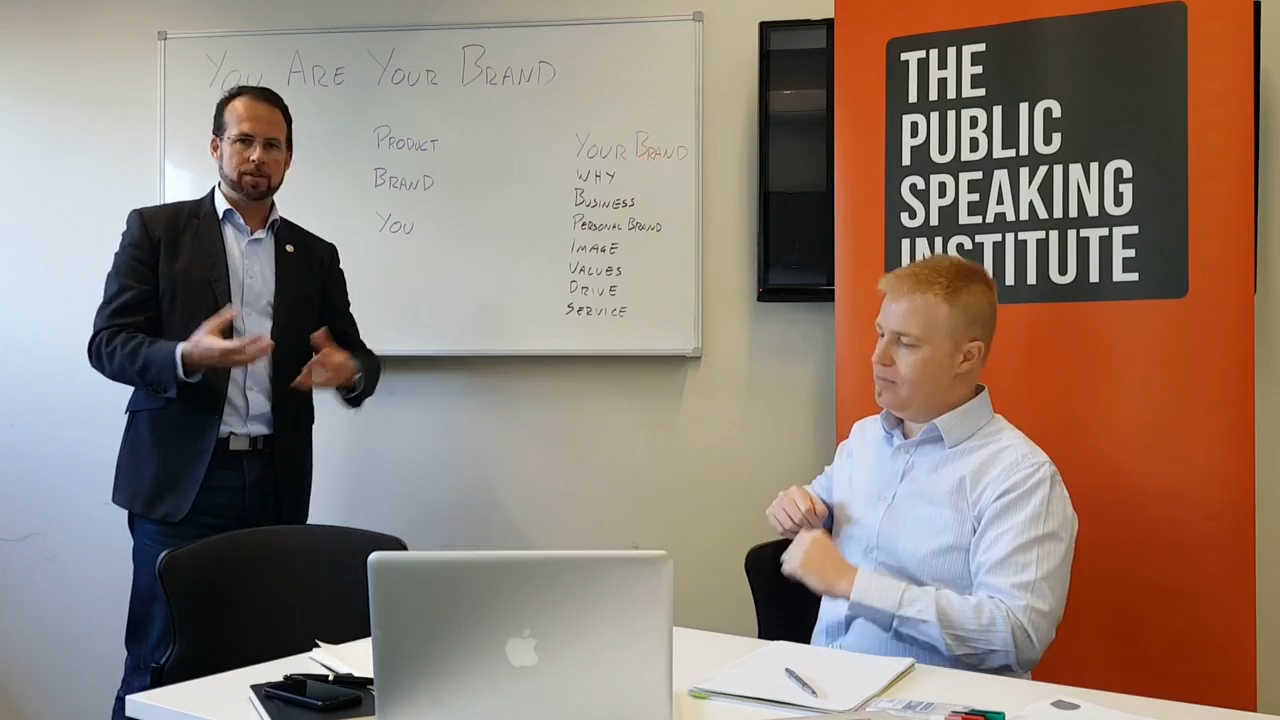 You Are Your Brand
Product
Brand
You
Your Brand
Why
Business
Personal Brand
Image
Values
Drive
Service
THE
PUBLIC
SPEAKING
INSTITUTE